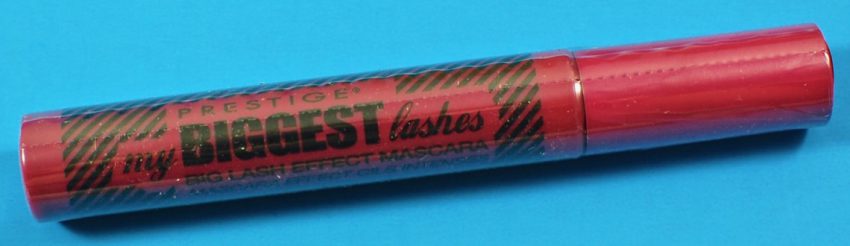 PRESTIGE®
my BIGGEST lashes
BIG LASH EFFECT MASCARA